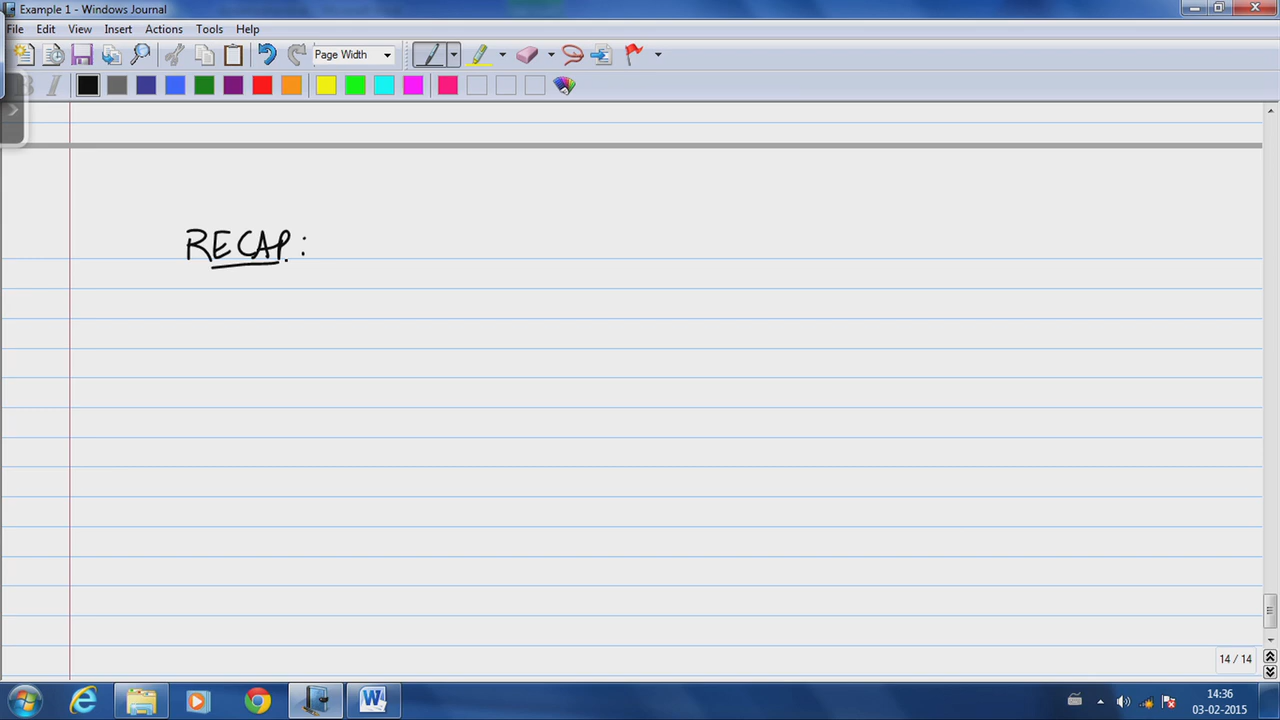 Example 1 - Windows Journal
File Edit View Insert Actions Tools Help
Page Width
B I
RECAP:
14 / 14
14:36
03-02-2015